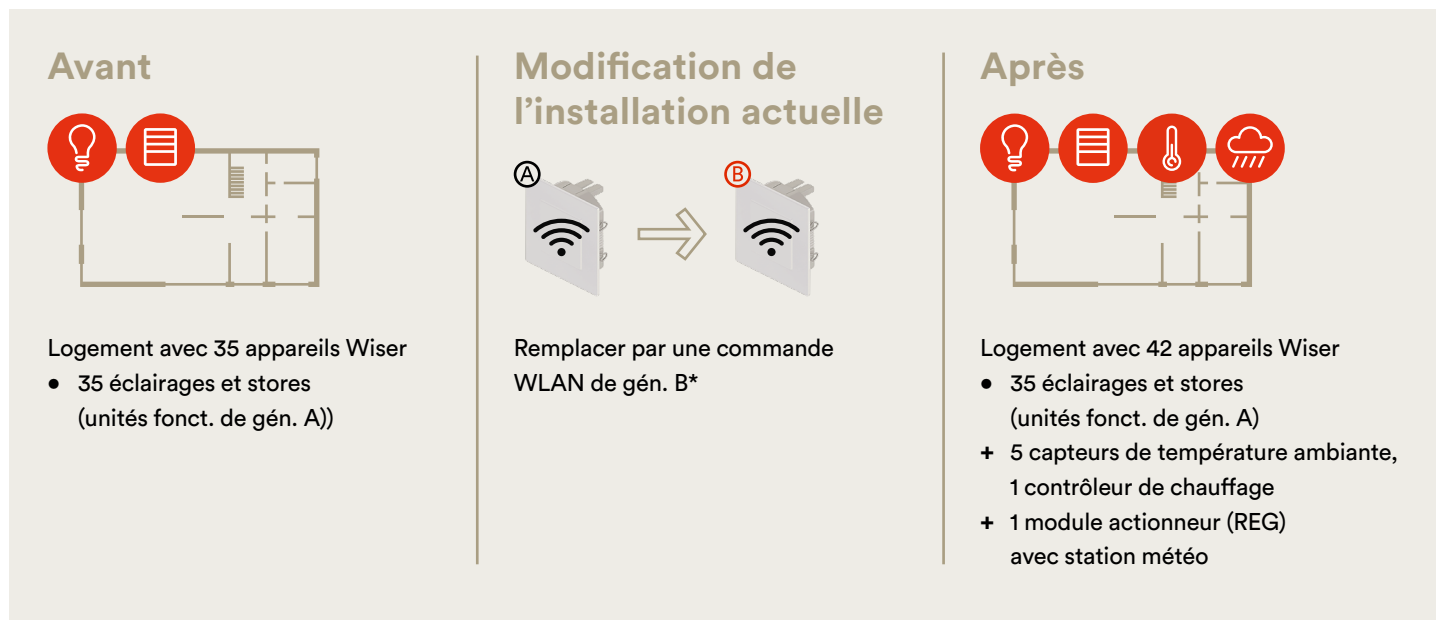 Avant
Logement avec 35 appareils Wiser
• 35 éclairages et stores
(unités fonct. de gén. A))
Modification de
l’installation actuelle
A
B
Remplacer par une commande
WLAN de gén. B*
Après
Logement avec 42 appareils Wiser
• 35 éclairages et stores
(unités fonct. de gén. A)
+ 5 capteurs de température ambiante,
1 contrôleur de chauffage
+ 1 module actionneur (REG)
avec station météo